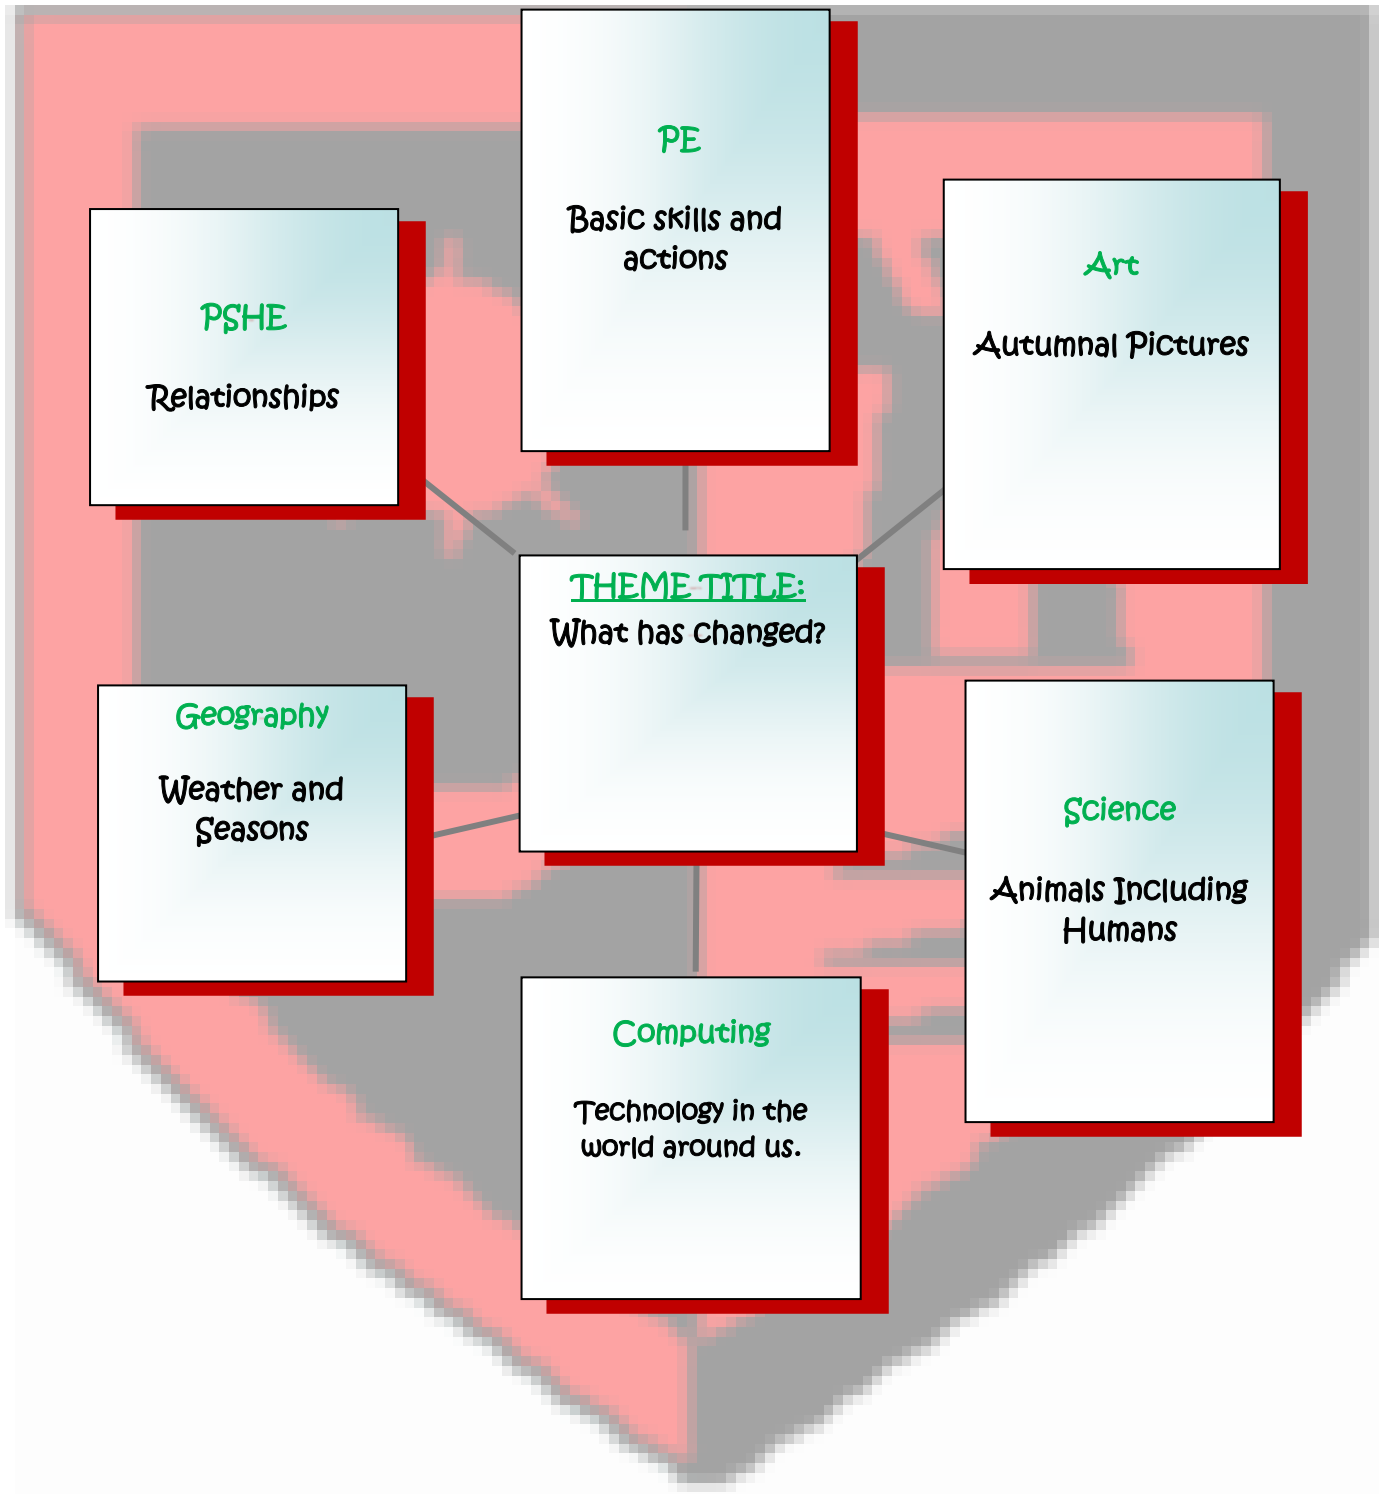 PE
Basic skills and
actions
PSHE
Relationships
Art
Autumnal Pictures
THEME TITLE:
What has changed?
Geography
Weather and
Seasons
Science
Animals Including
Humans
Computing
Technology in the
world around us.